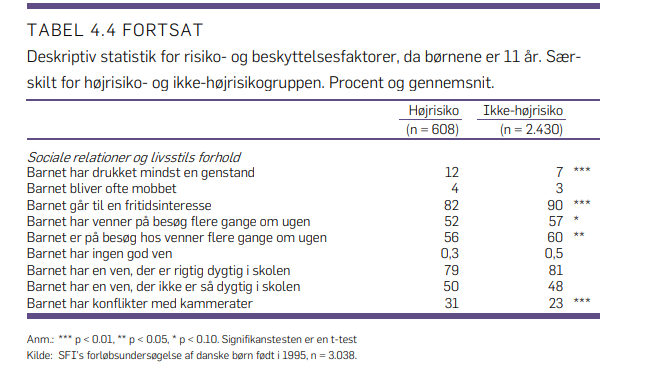 TABEL 4.4 FORTSAT
Deskriptiv statistik for risiko- og beskyttelsesfaktorer, da børnene er 11 år. Sær-
skilt for højrisiko- og ikke-højrisikogruppen. Procent og gennemsnit.
Højrisiko Ikke-højrisiko
(n = 608) (n = 2.430)
Sociale relationer og livsstils forhold
Barnet har drukket mindst en genstand 12 7 ***
Barnet bliver ofte mobbet 4 3
Barnet går til en fritidsinteresse 82 90 ***
Barnet har venner på besøg flere gange om ugen 52 57 *
Barnet er på besøg hos venner flere gange om ugen 56 60 **
Barnet har ingen god ven 0,3 0,5
Barnet har en ven, der er rigtig dygtig i skolen 79 81
Barnet har en ven, der ikke er så dygtig i skolen 50 48
Barnet har konflikter med kammerater 31 23 ***
Anm.: *** p < 0.01, ** p < 0.05, * p < 0.10. Signifikanstesten er en t-test
Kilde: SFI's forløbsundersøgelse af danske børn født i 1995, n = 3.038.